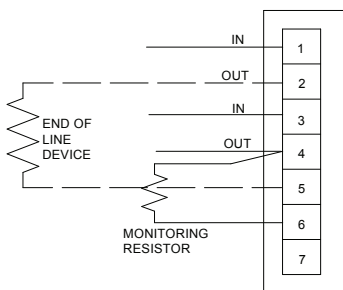 IN
1
OUT
2
IN
3
END OF
LINE
DEVICE
OUT
4
5
MONITORING
RESISTOR
6
7